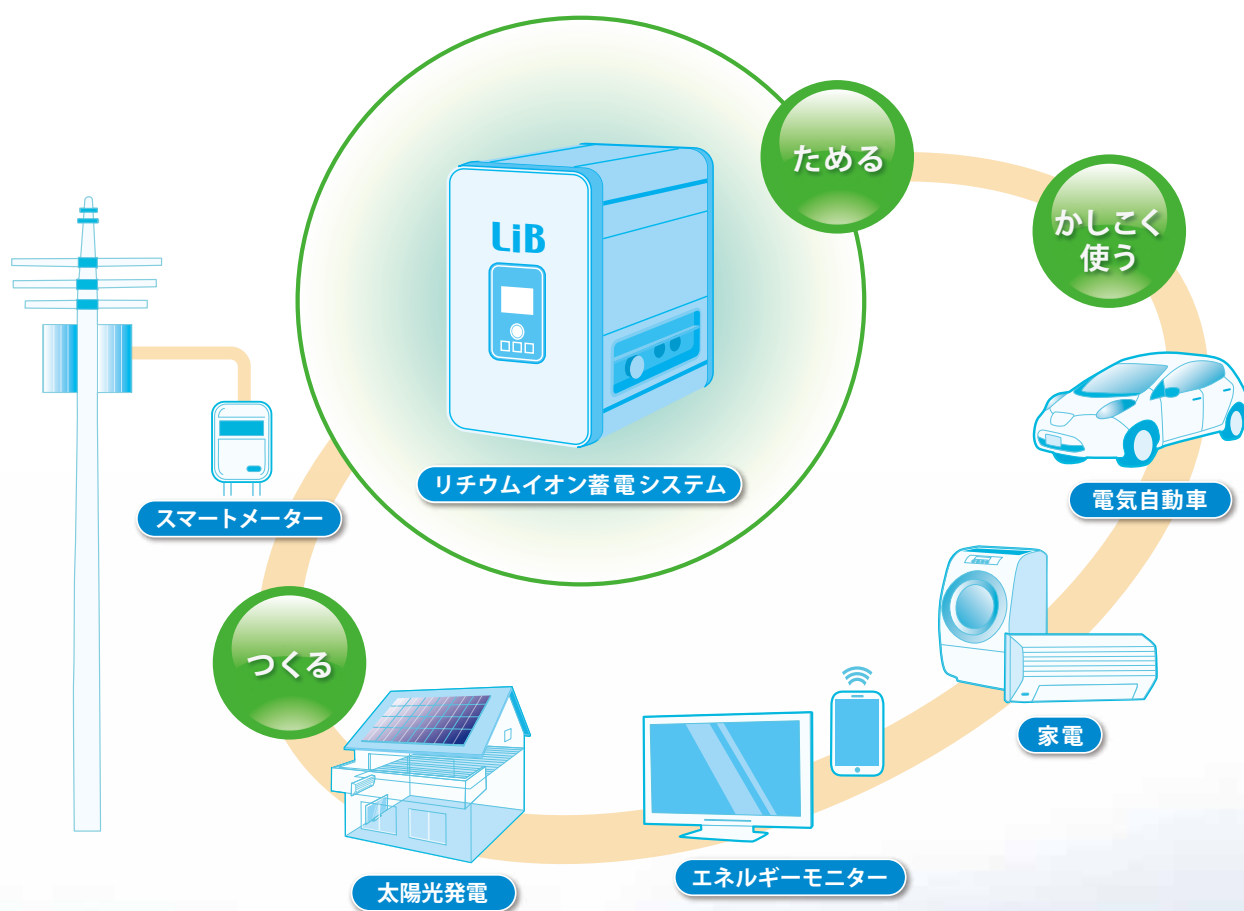 ためる
かしこく
使う
LiB
リチウムイオン蓄電システム
スマートメーター
電気自動車
つくる
家電
エネルギーモニター
太陽光発電